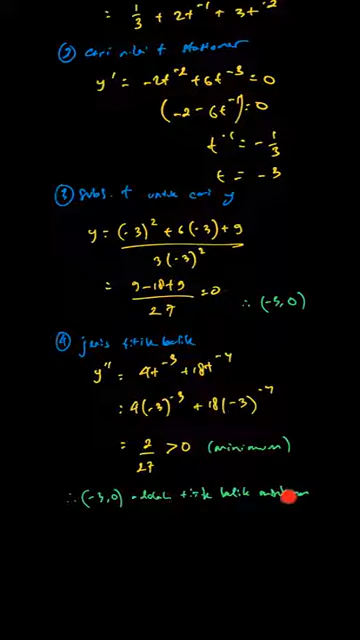 = 1/3 + 2t⁻¹ + 3t⁻²
② cari nilai t stationer
y' = -2t⁻² + 6t⁻³ = 0
(-2 - 6t⁻¹) = 0
t⁻¹ = -1/3
t = -3
③ subs. t untuk cari y
y = (-3)² + 6(-3) + 9 / 3(-3)²
= 9 - 18 + 9 / 27 = 0 ∴ (-3, 0)
④ jenis titik balik
y'' = 4t⁻³ + 18t⁻⁴
= 4(-3)⁻³ + 18(-3)⁻⁴
= 2/27 > 0 (minimum)
∴ (-3, 0) adalah titik balik